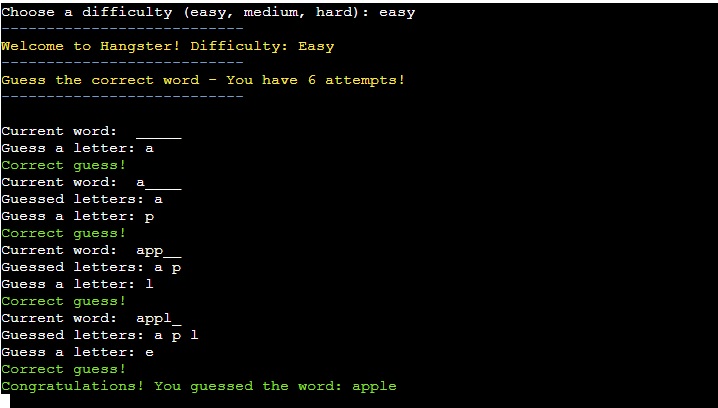 Choose a difficulty (easy, medium, hard): easy
---------------------------
Welcome to Hangster! Difficulty: Easy
---------------------------
Guess the correct word - You have 6 attempts!
---------------------------
Current word:  _____
Guess a letter: a
Correct guess!
Current word:  a____
Guessed letters: a
Guess a letter: p
Correct guess!
Current word:  app__
Guessed letters: a p
Guess a letter: l
Correct guess!
Current word:  appl_
Guessed letters: a p l
Guess a letter: e
Correct guess!
Congratulations! You guessed the word: apple